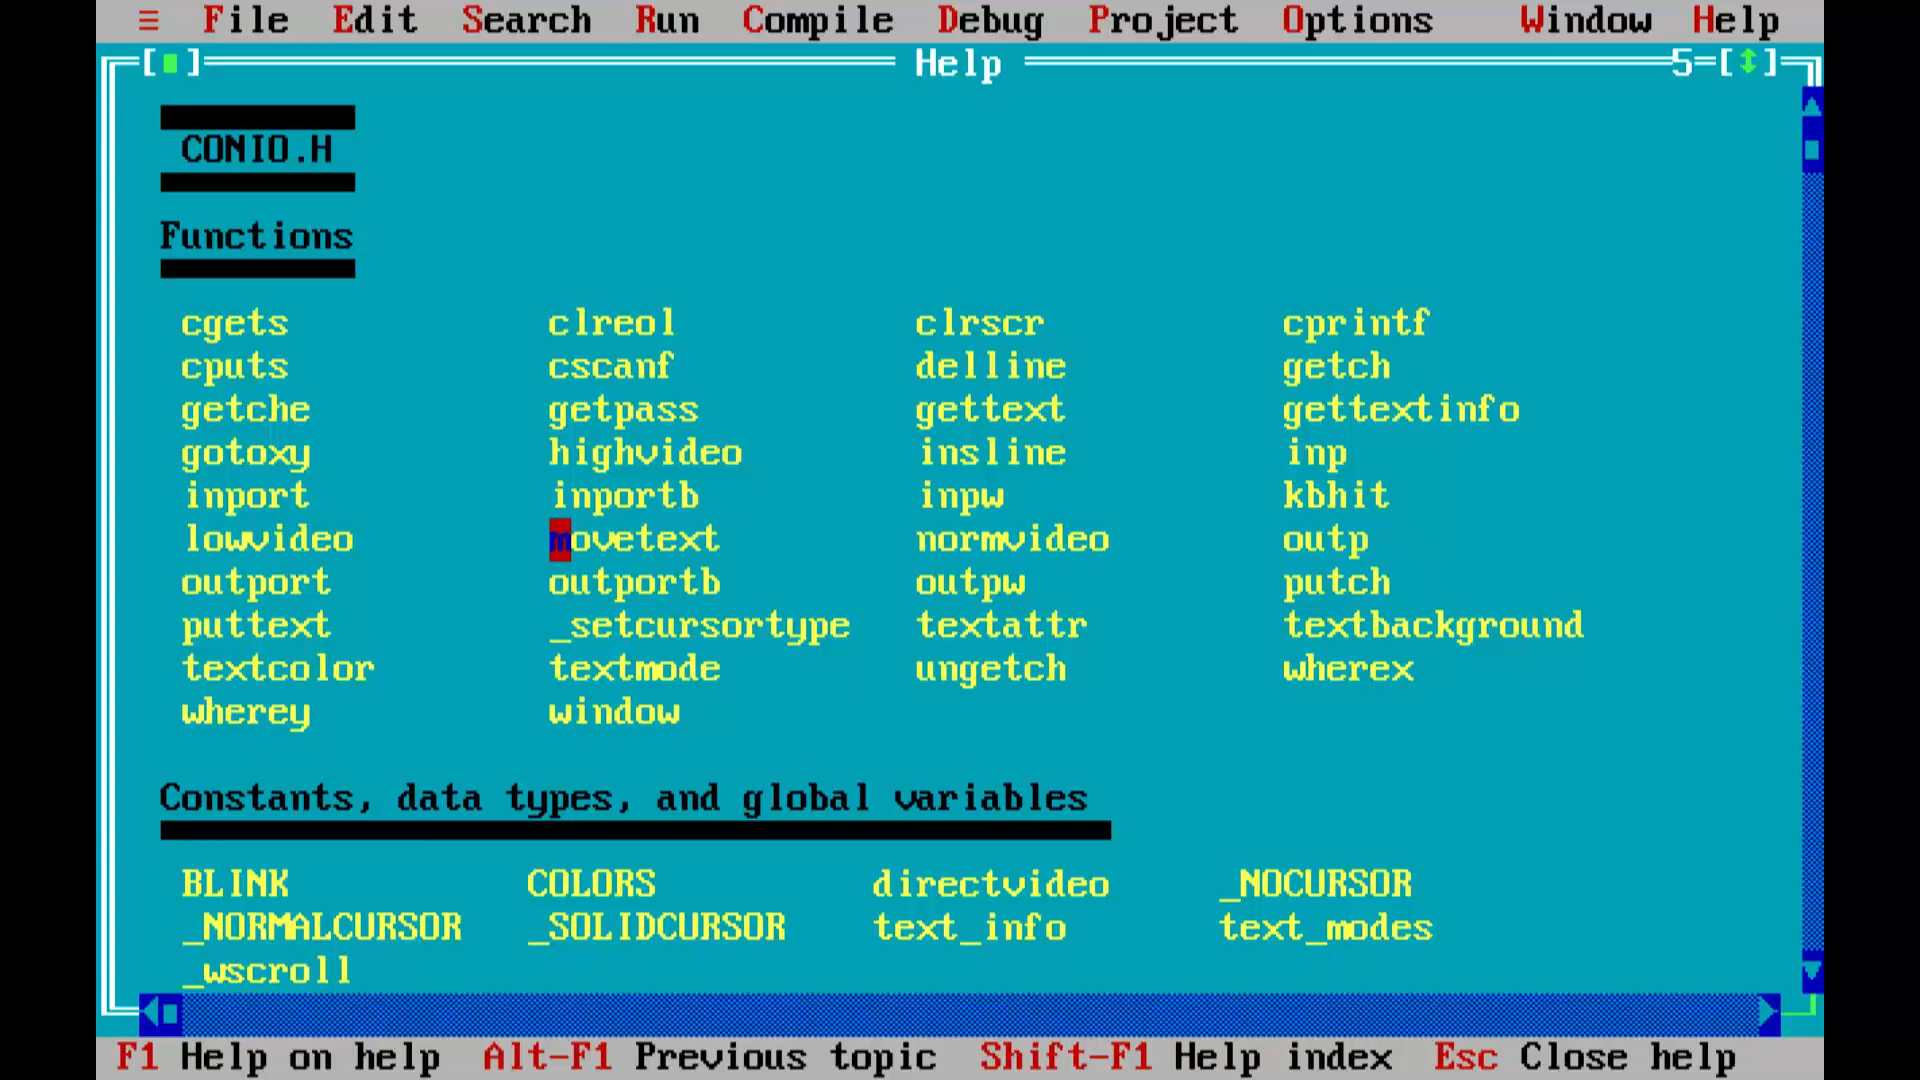 ≡ File Edit Search Run Compile Debug Project Options Window Help
[■] Help 5=[↕]
CONIO.H
Functions
cgets clreol clrscr cprintf
cputs cscanf delline getch
getche getpass gettext gettextinfo
gotoxy highvideo insline inp
inport inportb inpw kbhit
lowvideo movetext normvideo outp
outport outportb outpw putch
puttext _setcursortype textattr textbackground
textcolor textmode ungetch wherex
wherey window
Constants, data types, and global variables
BLINK COLORS directvideo _NOCURSOR
_NORMALCURSOR _SOLIDCURSOR text_info text_modes
_wscroll
F1 Help on help Alt-F1 Previous topic Shift-F1 Help index Esc Close help